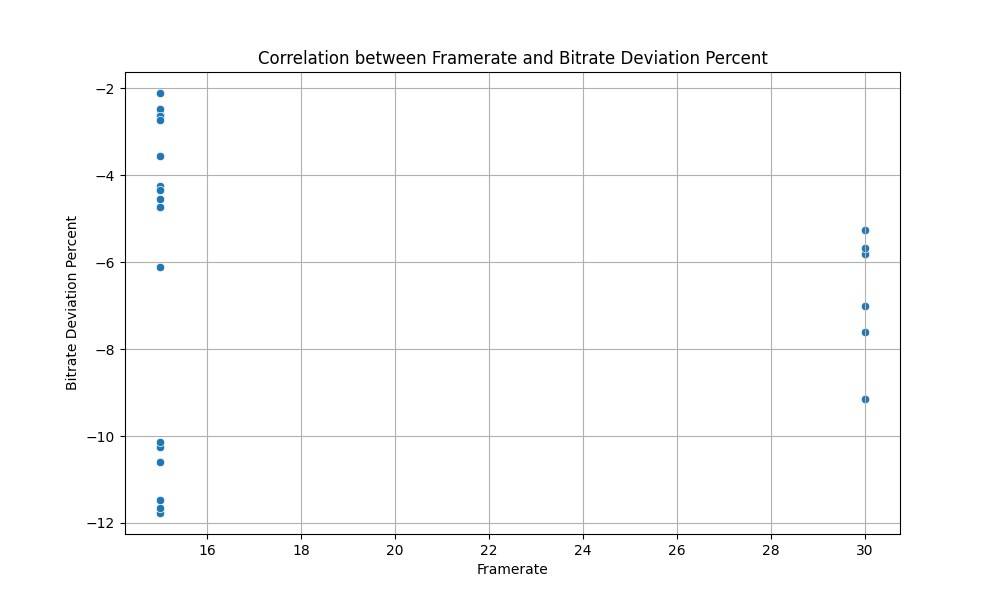 Correlation between Framerate and Bitrate Deviation Percent
Bitrate Deviation Percent
−2
−4
−6
−8
−10
−12
16 18 20 22 24 26 28 30
Framerate